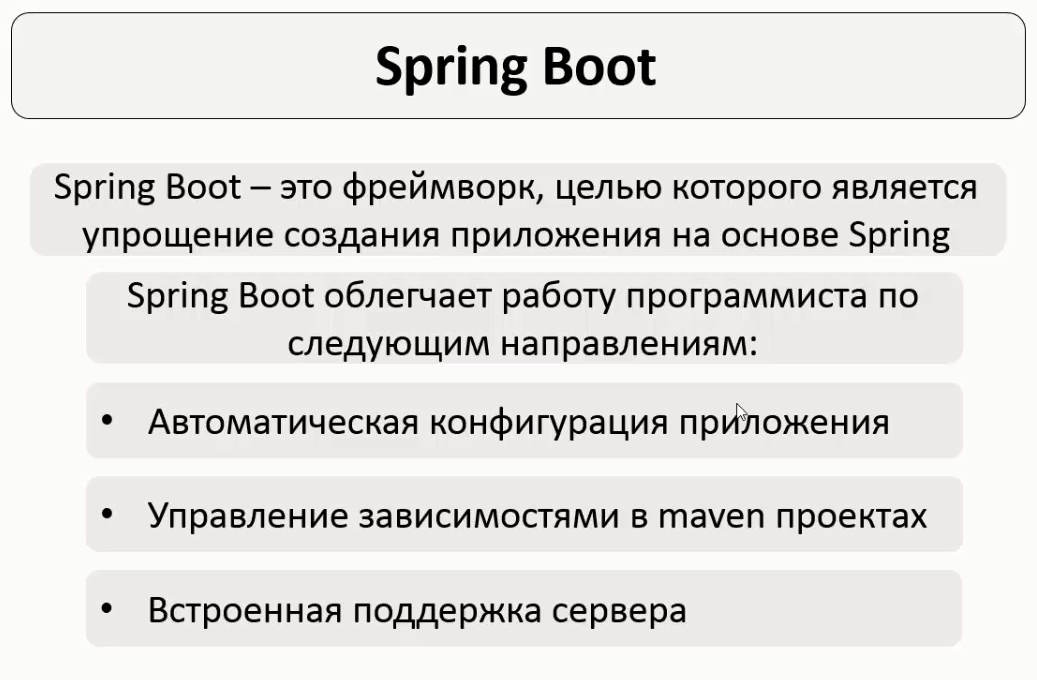 Spring Boot
Spring Boot – это фреймворк, целью которого является
упрощение создания приложения на основе Spring
Spring Boot облегчает работу программиста по
следующим направлениям:
• Автоматическая конфигурация приложения
• Управление зависимостями в maven проектах
• Встроенная поддержка сервера